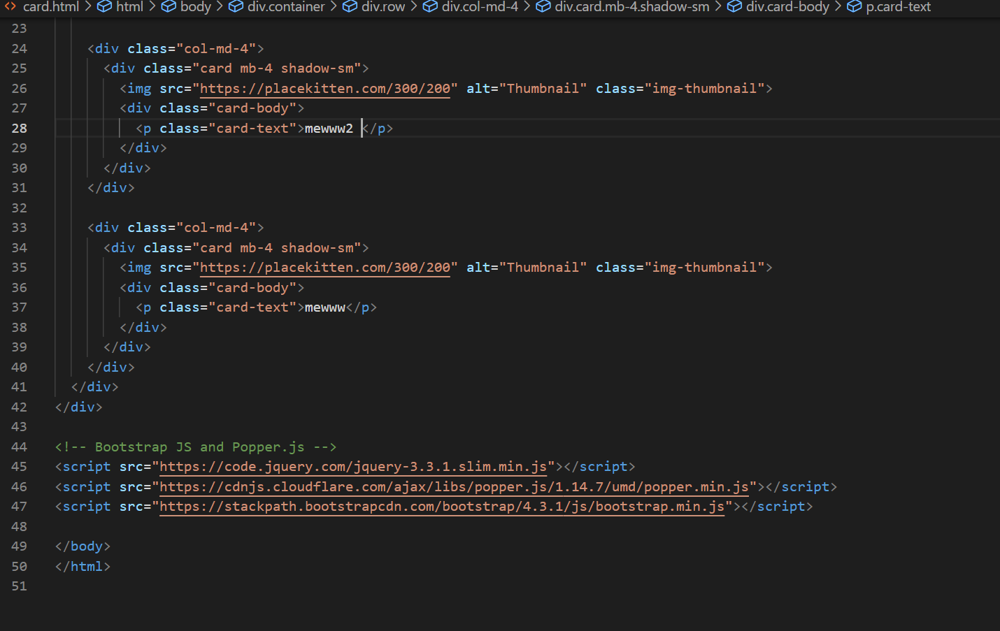 <> card.html > html > body > div.container > div.row > div.col-md-4 > div.card.mb-4.shadow-sm > div.card-body > p.card-text
23
24 <div class="col-md-4">
25 <div class="card mb-4 shadow-sm">
26 <img src="https://placekitten.com/300/200" alt="Thumbnail" class="img-thumbnail">
27 <div class="card-body">
28 <p class="card-text">mewww2 </p>
29 </div>
30 </div>
31 </div>
32
33 <div class="col-md-4">
34 <div class="card mb-4 shadow-sm">
35 <img src="https://placekitten.com/300/200" alt="Thumbnail" class="img-thumbnail">
36 <div class="card-body">
37 <p class="card-text">mewww</p>
38 </div>
39 </div>
40 </div>
41 </div>
42 </div>
43
44 <!-- Bootstrap JS and Popper.js -->
45 <script src="https://code.jquery.com/jquery-3.3.1.slim.min.js"></script>
46 <script src="https://cdnjs.cloudflare.com/ajax/libs/popper.js/1.14.7/umd/popper.min.js"></script>
47 <script src="https://stackpath.bootstrapcdn.com/bootstrap/4.3.1/js/bootstrap.min.js"></script>
48
49 </body>
50 </html>
51